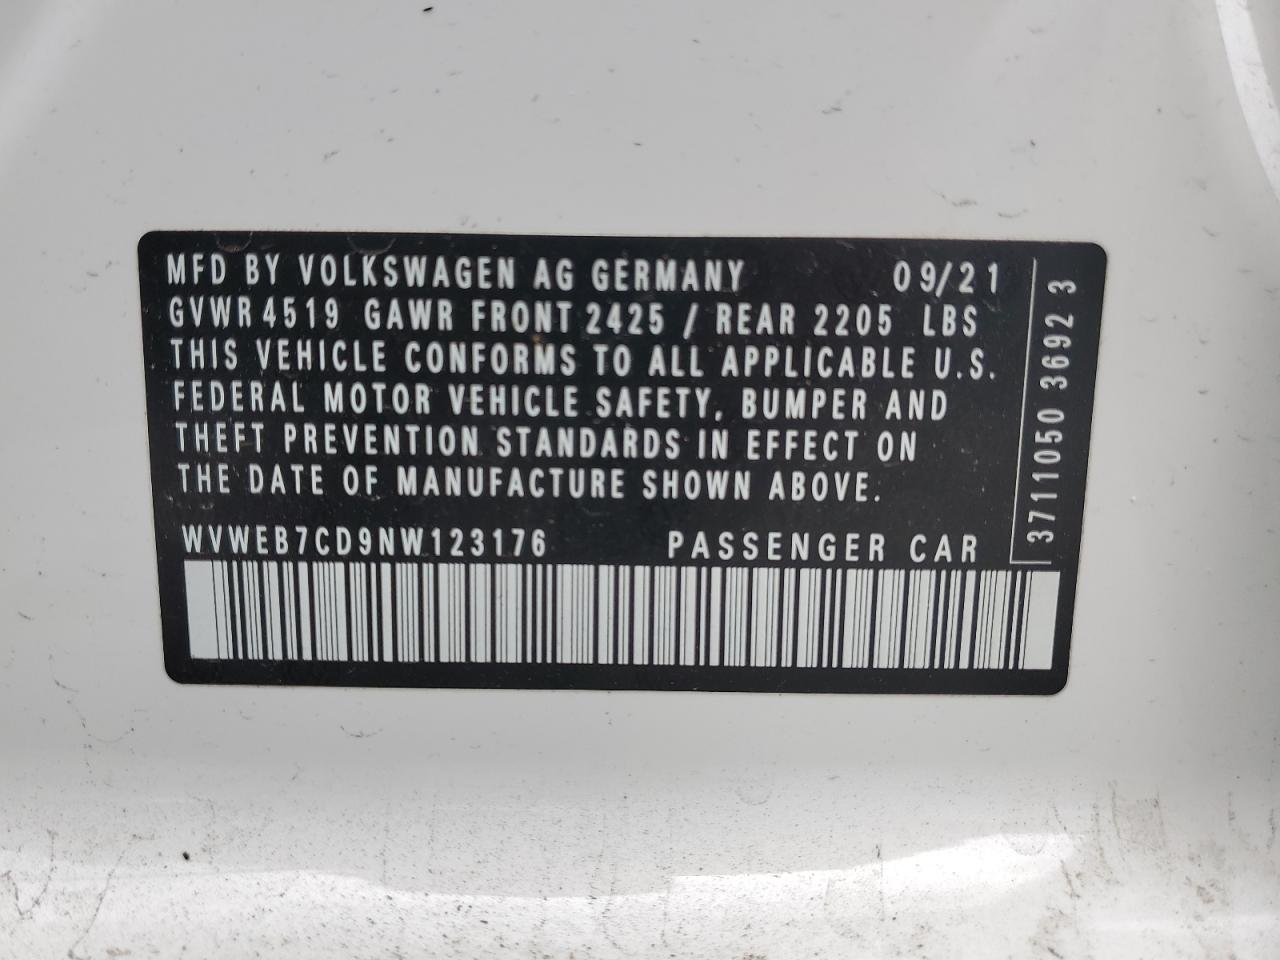 MFD BY VOLKSWAGEN AG GERMANY 09/21
GVWR 4519 GAWR FRONT 2425 / REAR 2205 LBS
THIS VEHICLE CONFORMS TO ALL APPLICABLE U.S.
FEDERAL MOTOR VEHICLE SAFETY, BUMPER AND
THEFT PREVENTION STANDARDS IN EFFECT ON
THE DATE OF MANUFACTURE SHOWN ABOVE.
WVWEB7CD9NW123176 PASSENGER CAR
3711050 3692 3